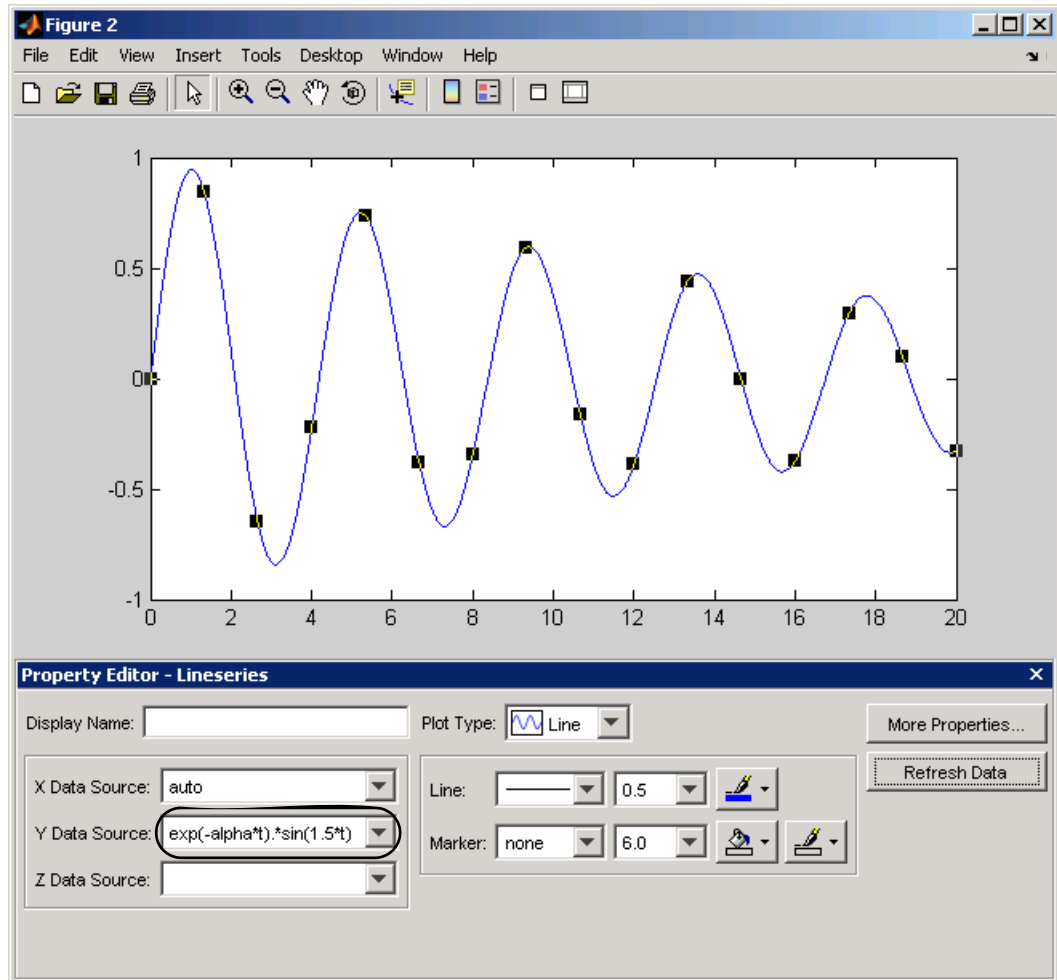 Figure 2
File Edit View Insert Tools Desktop Window Help
1
0.5
0
-0.5
-1
0 2 4 6 8 10 12 14 16 18 20
Property Editor - Lineseries
Display Name: Plot Type: Line More Properties...
X Data Source: auto Line: 0.5 Refresh Data
Y Data Source: exp(-alpha*t).*sin(1.5*t) Marker: none 6.0
Z Data Source: